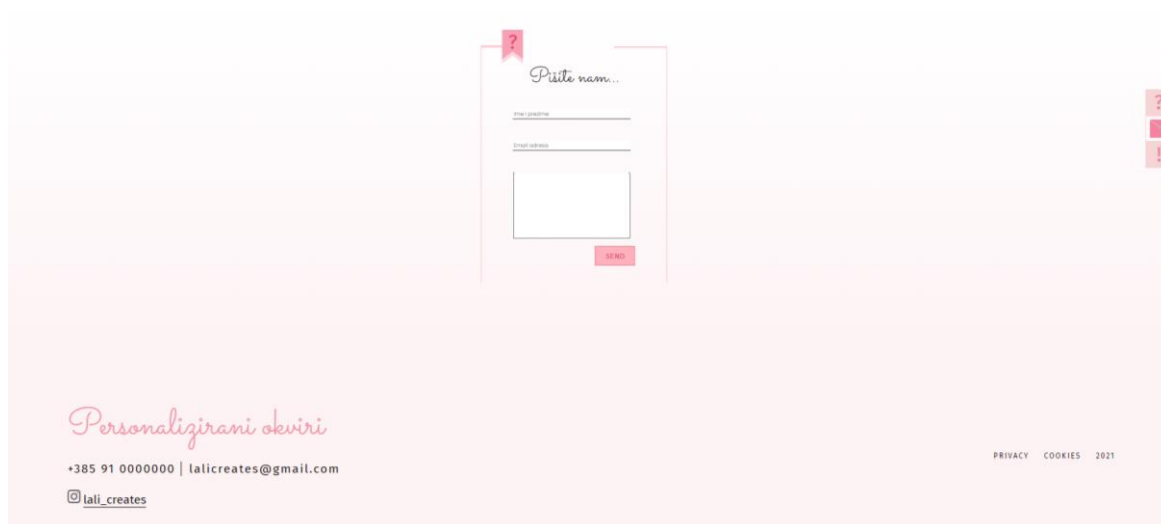 ?
Pišite nam...
Ime i prezime
Email adresa
SEND
?
!
Personalizirani okviri
+385 91 0000000 | lalicreates@gmail.com
lali_creates
PRIVACY COOKIES 2021